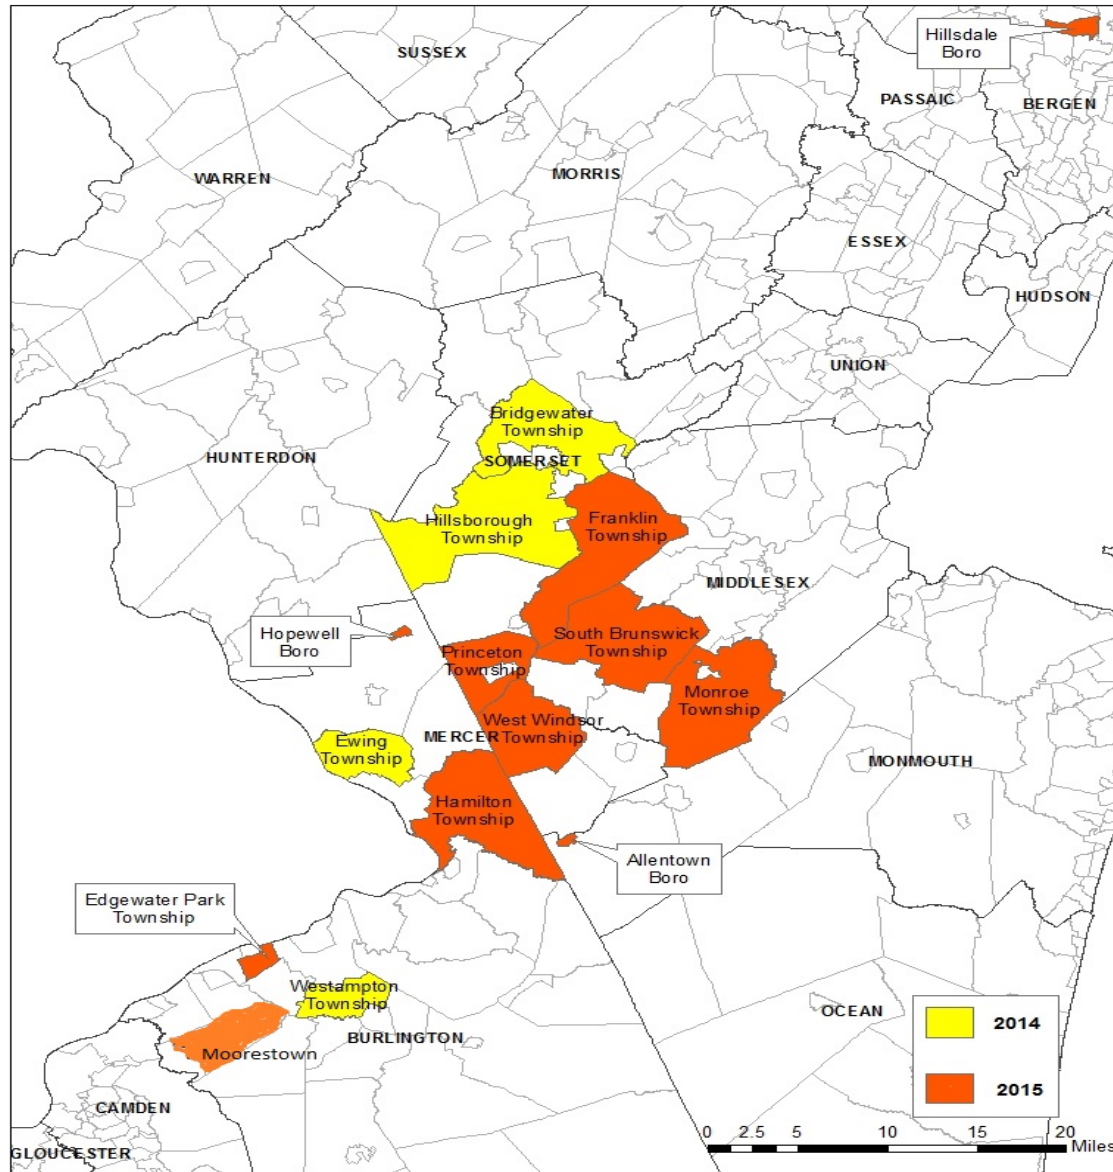 SUSSEX
Hillsdale
Boro
PASSAIC
BERGEN
WARREN
MORRIS
ESSEX
HUDSON
UNION
Bridgewater
Township
HUNTERDON
SOMERSET
Hillsborough
Township
Franklin
Township
MIDDLESEX
Hopewell
Boro
South Brunswick
Township
Princeton
Township
Monroe
Township
West Windsor
Township
MERCER
Ewing
Township
MONMOUTH
Hamilton
Township
Allentown
Boro
Edgewater Park
Township
Westampton
Township
OCEAN
BURLINGTON
Moorestown
2014
2015
CAMDEN
GLOUCESTER
0 2.5 5 10 15 20
Miles